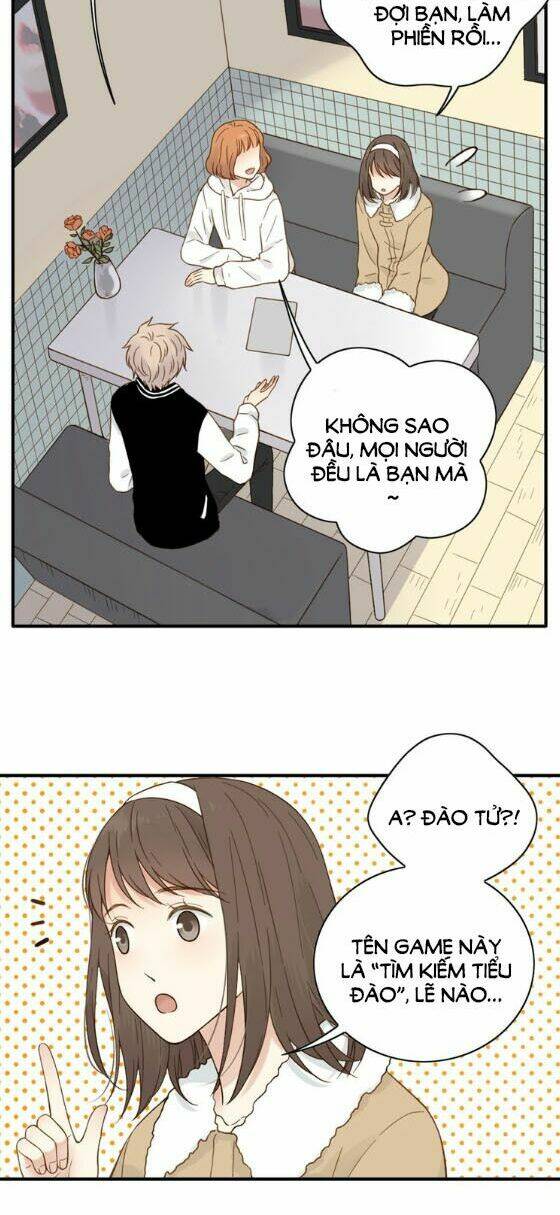 ĐỢI BẠN, LÀM
PHIỀN RỒI...
KHÔNG SAO
ĐÂU, MỌI NGƯỜI
ĐỀU LÀ BẠN MÀ
~
A? ĐÀO TỬ?!
TÊN GAME NÀY
LÀ "TÌM KIẾM TIỂU
ĐÀO", LẼ NÀO...